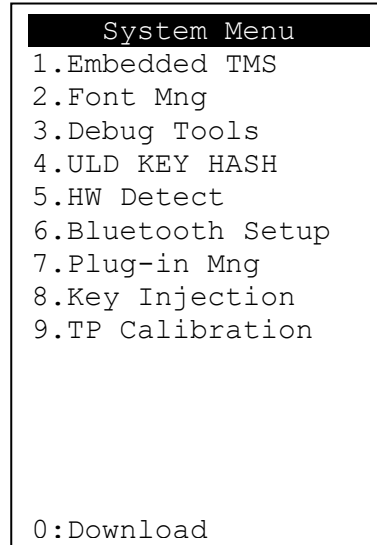 System Menu
1.Embedded TMS
2.Font Mng
3.Debug Tools
4.ULD KEY HASH
5.HW Detect
6.Bluetooth Setup
7.Plug-in Mng
8.Key Injection
9.TP Calibration
0:Download